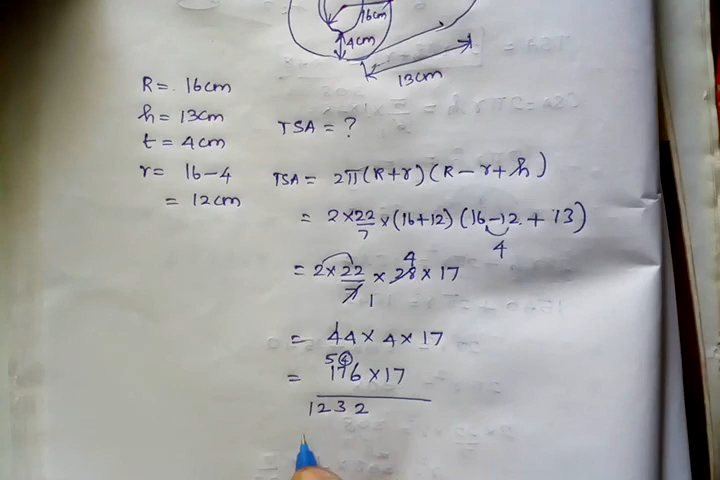 16cm
4cm
13cm
R = 16cm
h = 13cm
t = 4cm
TSA = ?
r = 16-4
= 12cm
TSA = 2π(R+r)(R-r+h)
= 2×22/7×(16+12)(16-12+13)
4
4
= 2×22/7×28×17
1
= 44×4×17
5 4
= 176×17
1232